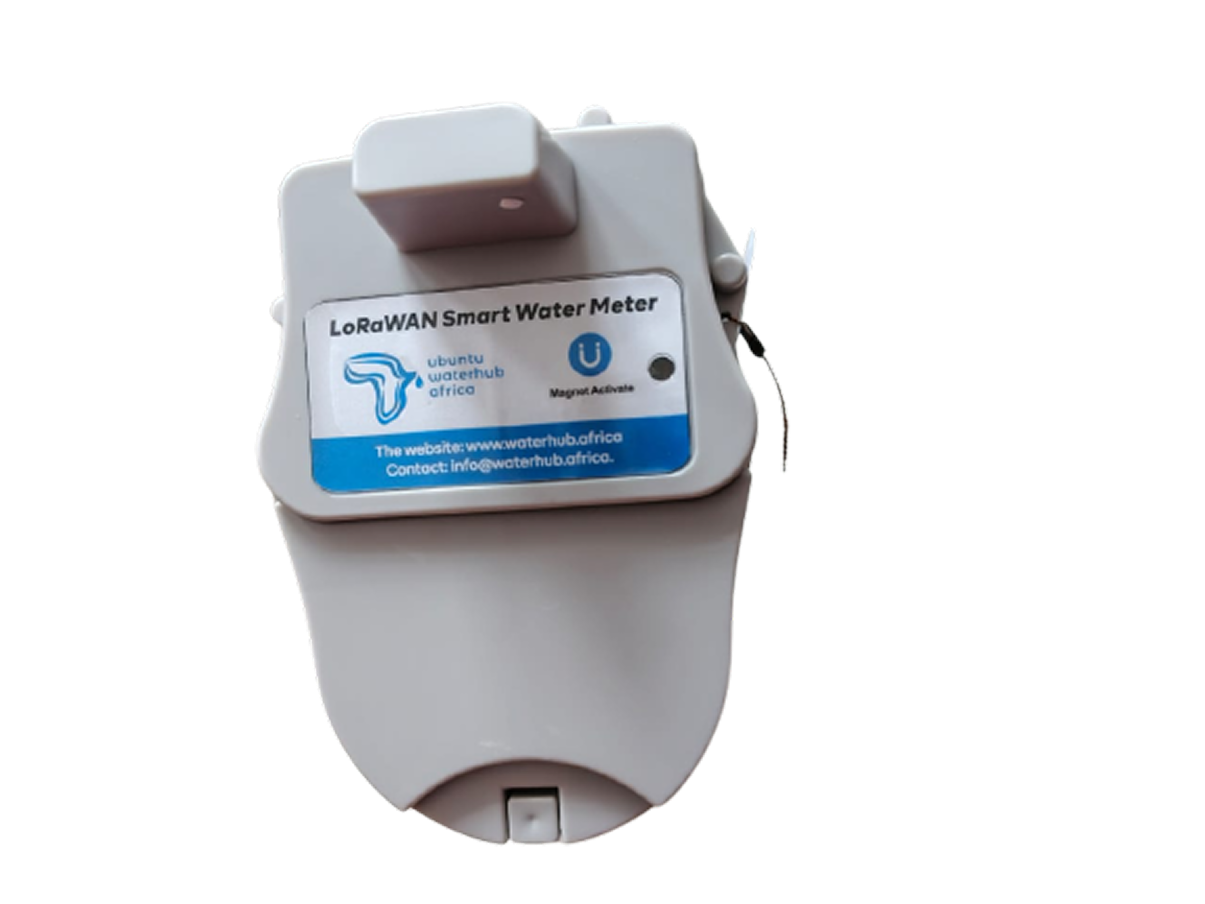 LoRaWAN Smart Water Meter
ubuntu
waterhub
africa
Magnet Activate
The website: www.waterhub.africa
Contact: info@waterhub.africa.